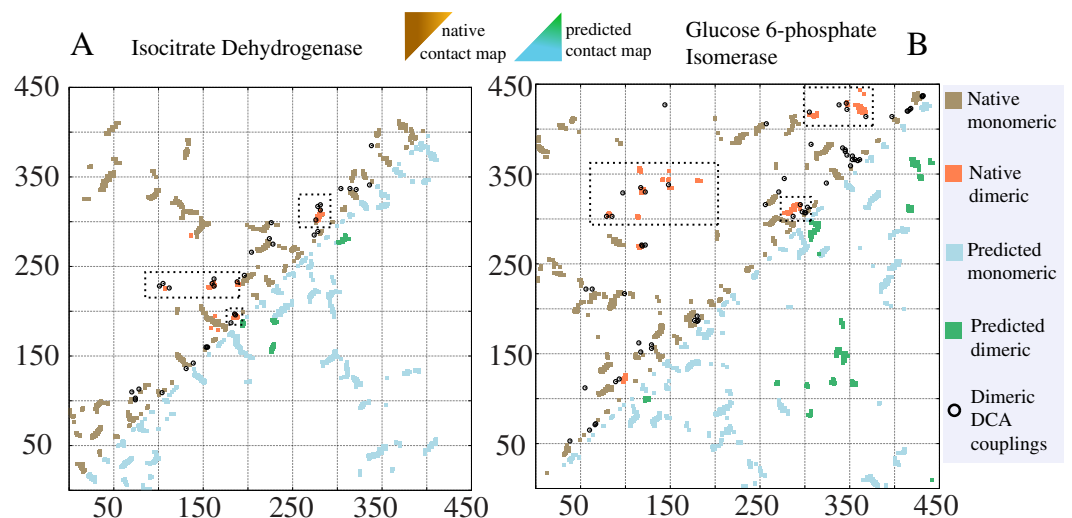 A
Isocitrate Dehydrogenase
native
contact map
predicted
contact map
Glucose 6-phosphate
Isomerase
B
450
350
250
150
50
50
150
250
350
450
450
350
250
150
50
50
150
250
350
450
Native
monomeric
Native
dimeric
Predicted
monomeric
Predicted
dimeric
Dimeric
DCA
couplings